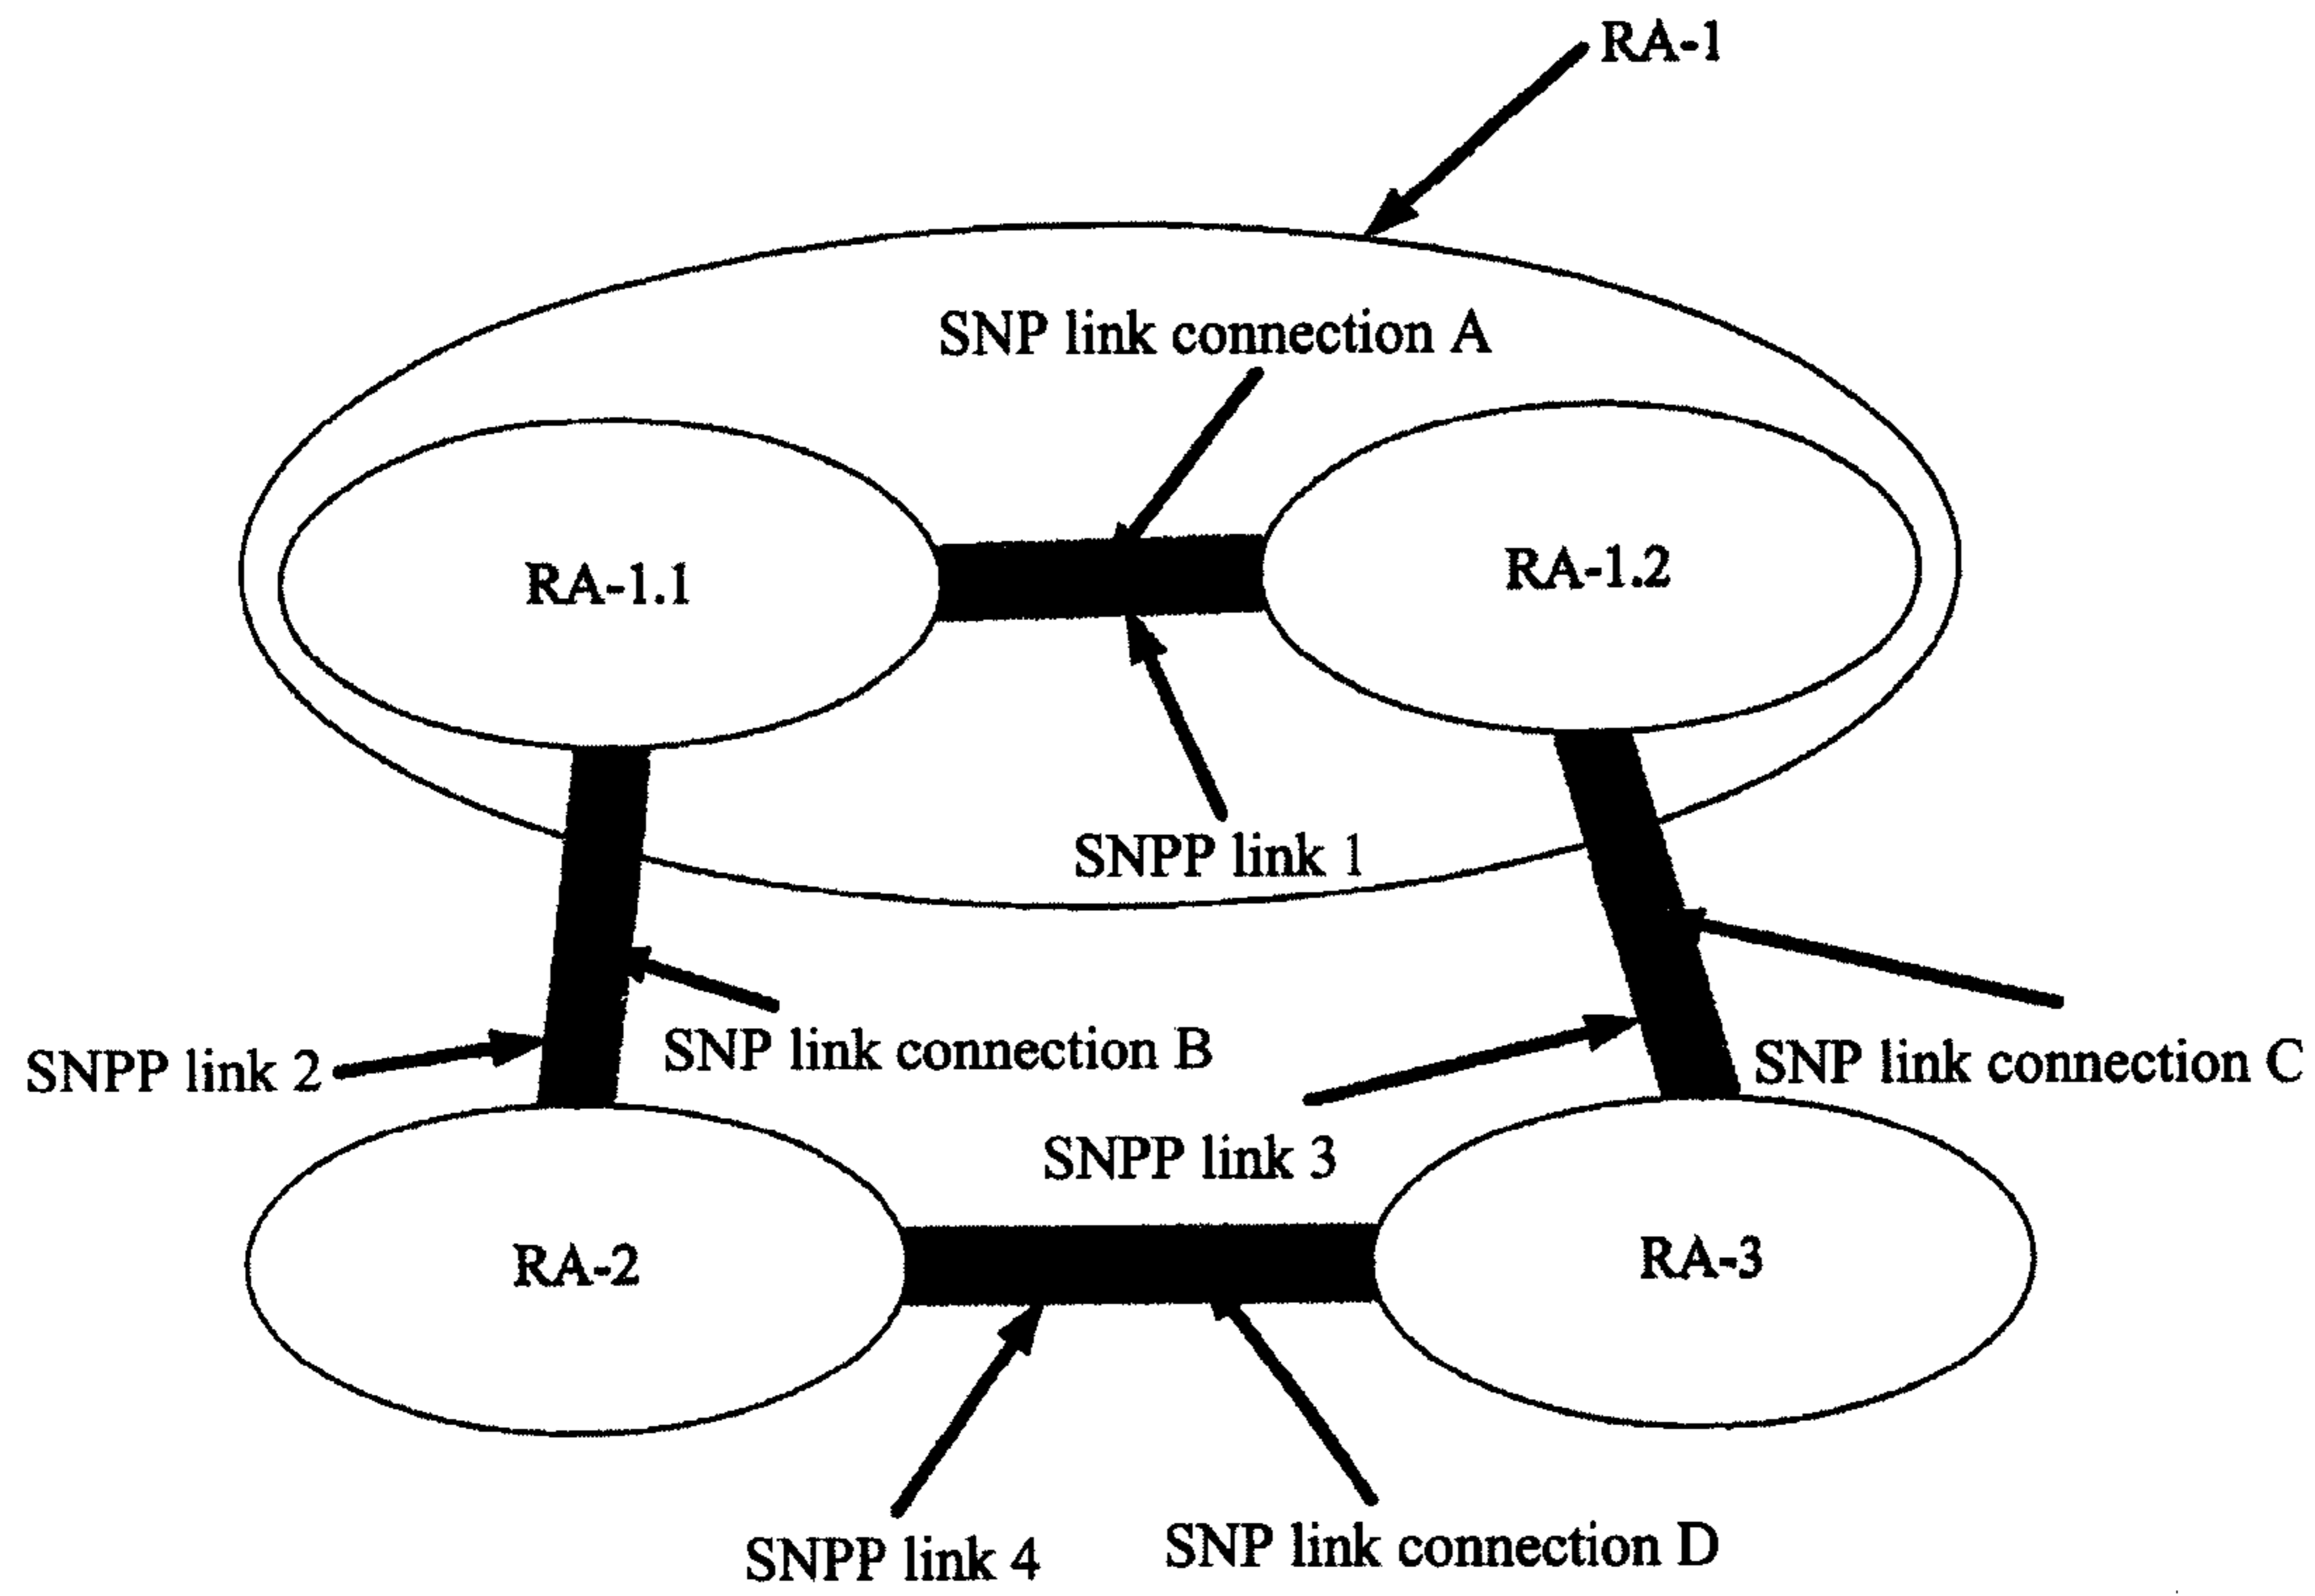 RA-1
SNP link connection A
RA-1.1
RA-1.2
SNPP link 1
SNPP link 2
SNP link connection B
SNP link connection C
SNPP link 3
RA-2
RA-3
SNPP link 4
SNP link connection D